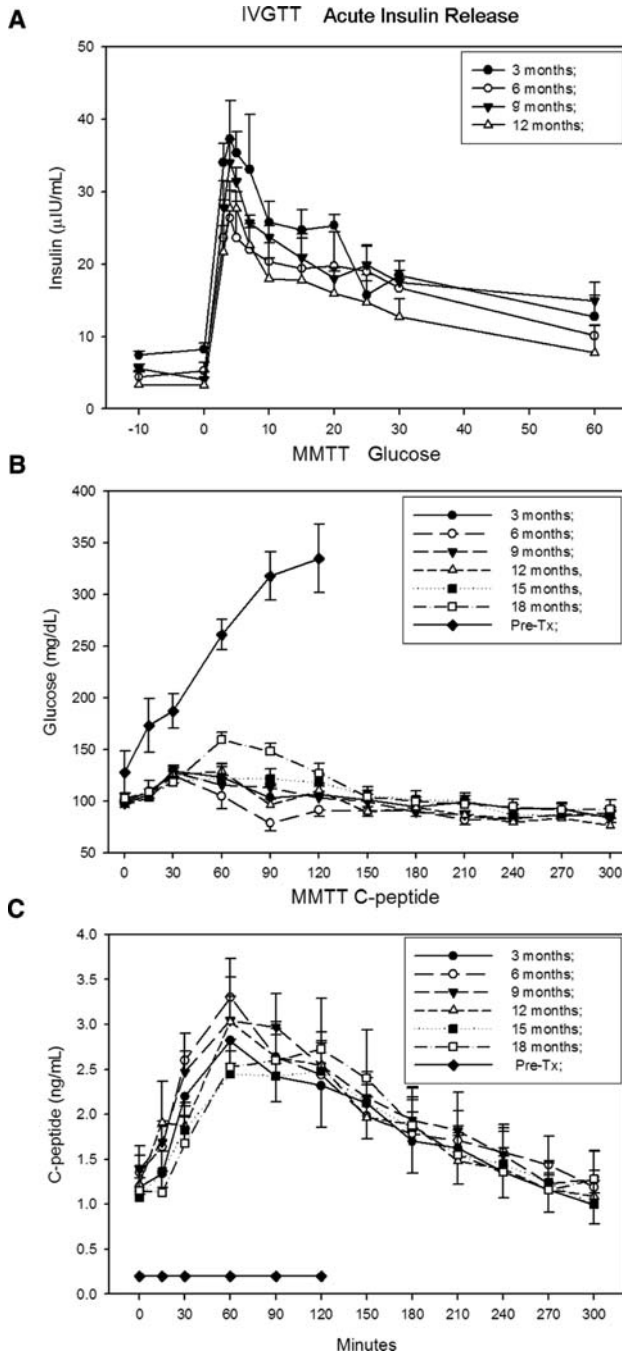 A
IVGTT Acute Insulin Release
3 months;
6 months;
9 months;
12 months;
Insulin (µIU/mL)
50
40
30
20
10
0
-10 0 10 20 30 40 50 60
B
MMTT Glucose
3 months;
6 months;
9 months;
12 months,
15 months,
18 months;
Pre-Tx;
Glucose (mg/dL)
400
350
300
250
200
150
100
50
0 30 60 90 120 150 180 210 240 270 300
C
MMTT C-peptide
3 months;
6 months;
9 months;
12 months;
15 months;
18 months;
Pre-Tx;
C-peptide (ng/mL)
4.0
3.5
3.0
2.5
2.0
1.5
1.0
0.5
0.0
0 30 60 90 120 150 180 210 240 270 300
Minutes